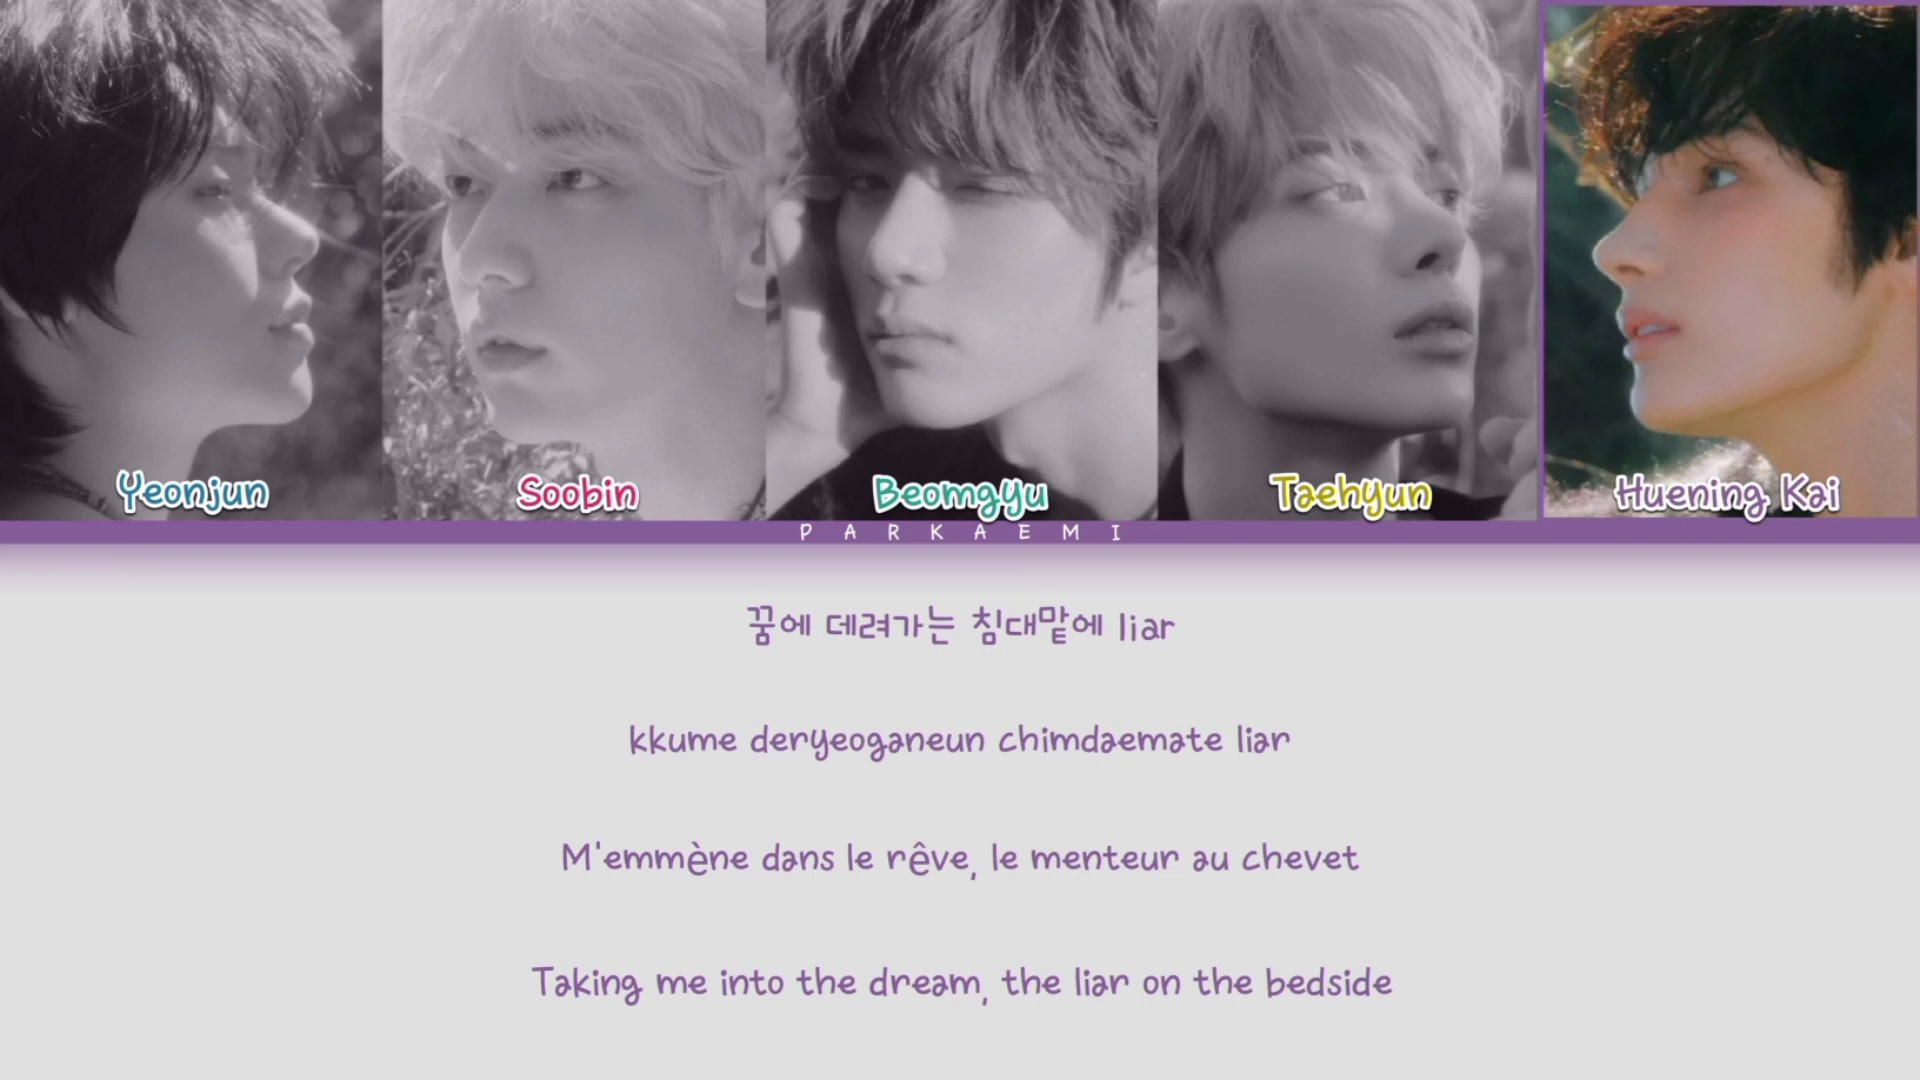 Yeonjun
Soobin
Beomgyu
Taehyun
Huening Kai
PARKAEMI
꿈에 데려가는 침대맡에 liar
kkume deryeoganeun chimdaemate liar
M'emmène dans le rêve, le menteur au chevet
Taking me into the dream, the liar on the bedside